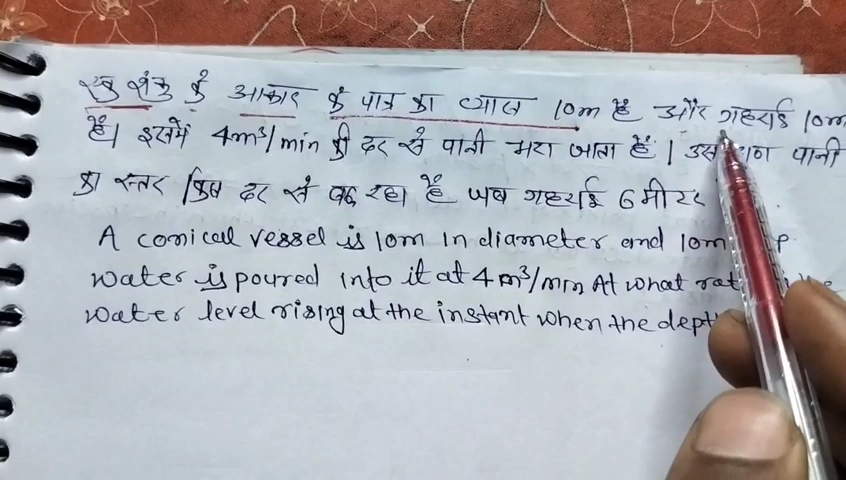 एक शंकु के आकार के पात्र का व्यास 10m है और गहराई 10m
है। इसमें 4m³/min की दर से पानी भरा जाता है। उस पानी
का स्तर किस दर से बढ़ रहा है जब गहराई 6 मीटर
A conical vessel is 10m in diameter and 10m
water is poured into it at 4m³/min At what
water level rising at the instant when the